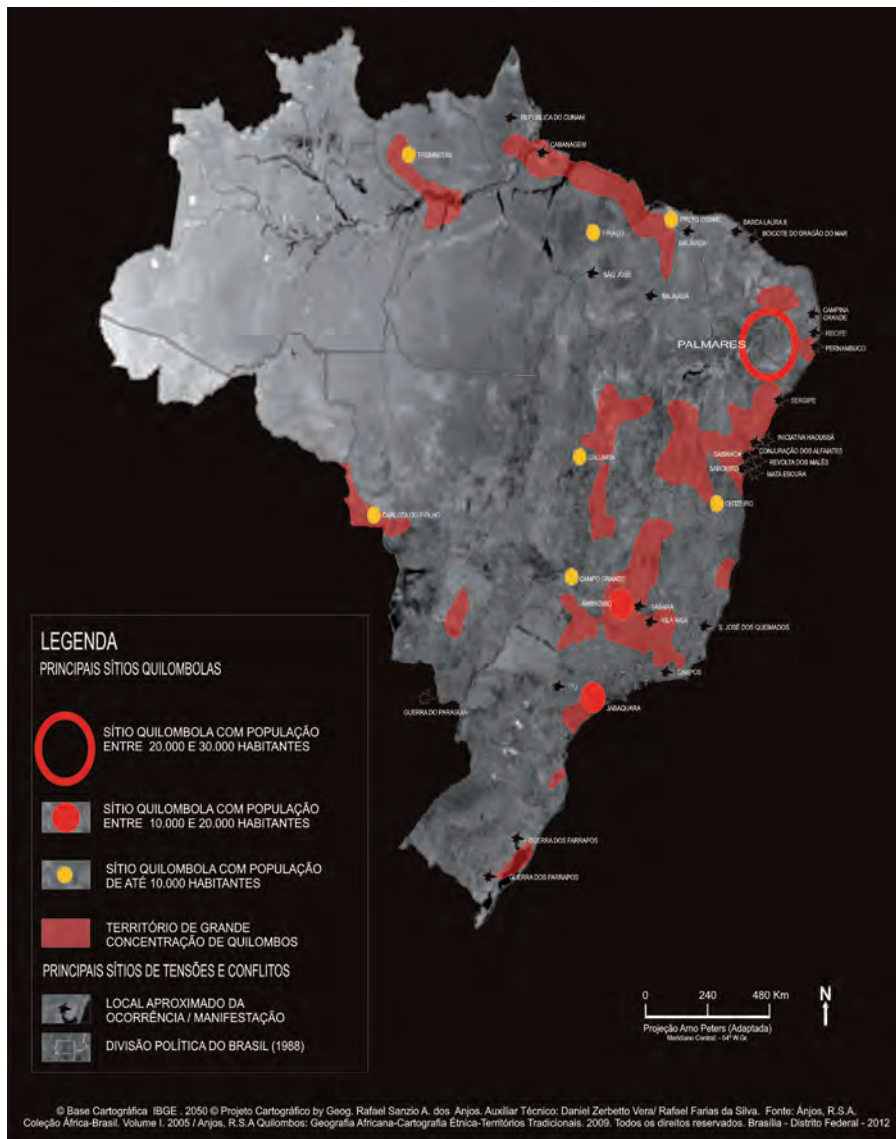 REPÚBLICA DO CUNANI
CABANAGEM
TROMBETAS
PRETO COSME
BALAIADA
BARCA LAURA II
BOICOTE DO DRAGÃO DO MAR
SÃO JOSÉ
CAMPINA
GRANDE
RECIFE
PALMARES
PERNAMBUCO
SERGIPE
INICIATIVA HAOUSSÁ
CONJURAÇÃO DOS ALFAIATES
SABINADA
REVOLTA DOS MALÊS
SABOEIRO
MATA ESCURA
CALUNGA
CAMPO GRANDE
AMBRÓSIO
SABARÁ
VILA RICA
S. JOSÉ DOS QUEIMADOS
CAMPOS
ITU
JABAQUARA
GUERRA DO PARAGUAI
GUERRA DOS FARRAPOS
GUERRA DOS FARRAPOS
LEGENDA
PRINCIPAIS SÍTIOS QUILOMBOLAS
SÍTIO QUILOMBOLA COM POPULAÇÃO
ENTRE 20.000 E 30.000 HABITANTES
SÍTIO QUILOMBOLA COM POPULAÇÃO
ENTRE 10.000 E 20.000 HABITANTES
SÍTIO QUILOMBOLA COM POPULAÇÃO
DE ATÉ 10.000 HABITANTES
TERRITÓRIO DE GRANDE
CONCENTRAÇÃO DE QUILOMBOS
PRINCIPAIS SÍTIOS DE TENSÕES E CONFLITOS
LOCAL APROXIMADO DA
OCORRÊNCIA / MANIFESTAÇÃO
DIVISÃO POLÍTICA DO BRASIL (1988)
0 240 480 Km
N
Projeção Arno Peters (Adaptada)
Meridiano Central: - 54º W.Gr.
© Base Cartográfica IBGE . 2050 © Projeto Cartográfico by Geog. Rafael Sanzio A. dos Anjos. Auxiliar Técnico: Daniel Zerbetto Vera/ Rafael Farias da Silva. Fonte: Ánjos, R.S.A.
Coleção África-Brasil. Volume I. 2005 / Anjos, R.S.A Quilombos: Geografia Africana-Cartografia Étnica-Territórios Tradicionais. 2009. Todos os direitos reservados. Brasília - Distrito Federal - 2012